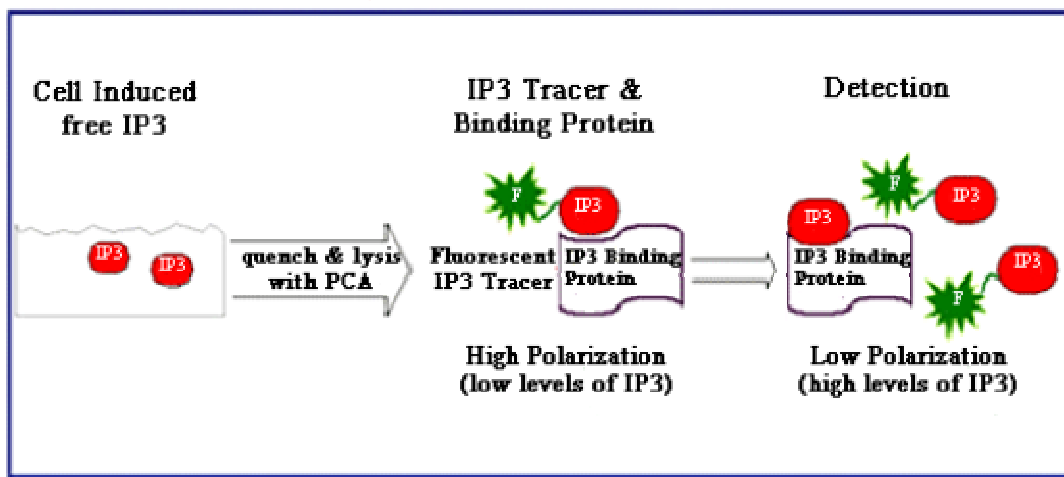 Cell Induced
free IP3
IP3
IP3
quench & lysis
with PCA
IP3 Tracer &
Binding Protein
F
IP3
Fluorescent
IP3 Tracer
IP3 Binding
Protein
High Polarization
(low levels of IP3)
Detection
F
IP3
IP3
IP3 Binding
Protein
IP3
F
Low Polarization
(high levels of IP3)